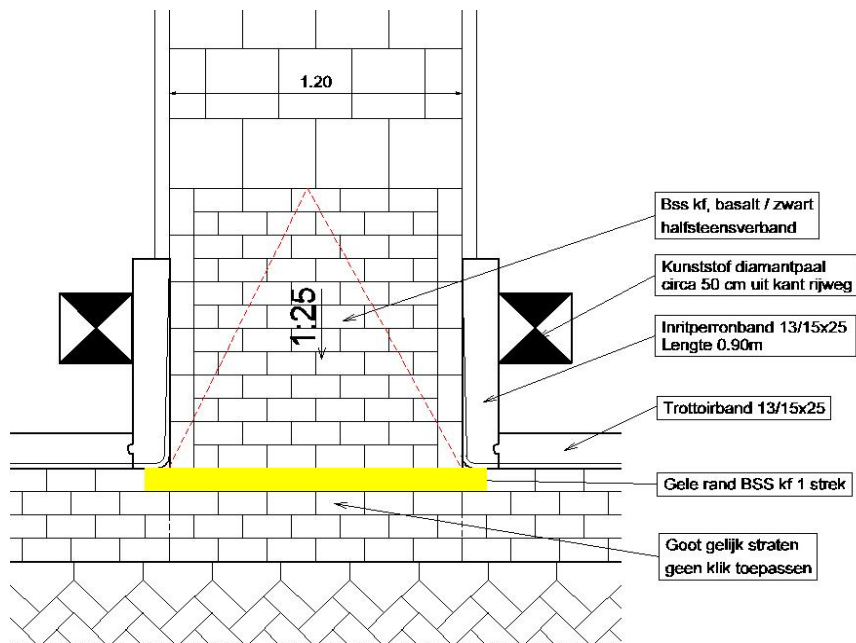 1.20
Bss kf, basalt / zwart
halfsteensverband
Kunststof diamantpaal
circa 50 cm uit kant rijweg
1:25
Inritperronband 13/15x25
Lengte 0.90m
Trottoirband 13/15x25
Gele rand BSS kf 1 strek
Goot gelijk straten
geen klik toepassen